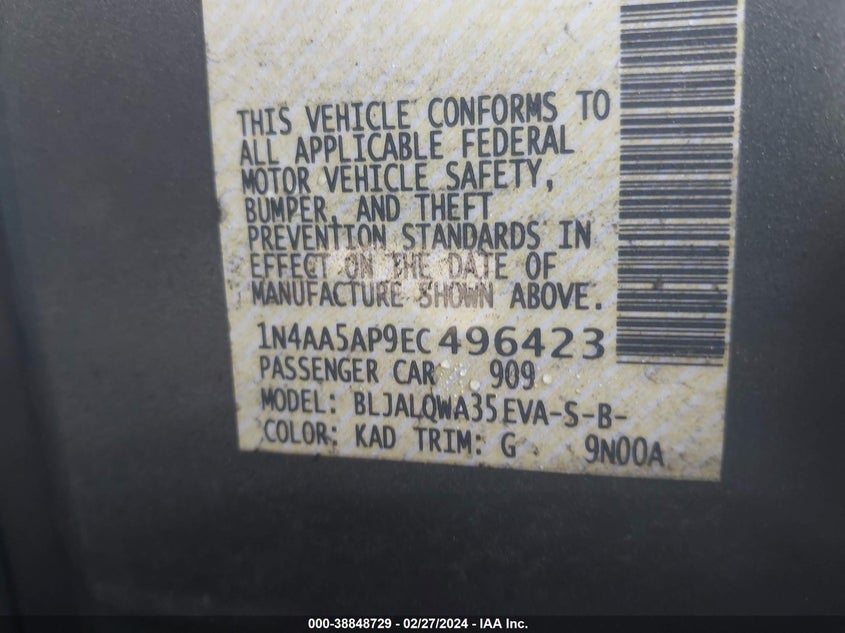 THIS VEHICLE CONFORMS TO
ALL APPLICABLE FEDERAL
MOTOR VEHICLE SAFETY,
BUMPER, AND THEFT
PREVENTION STANDARDS IN
EFFECT ON THE DATE OF
MANUFACTURE SHOWN ABOVE.
1N4AA5AP9EC496423
PASSENGER CAR 909
MODEL: BLJALQWA35EVA-S-B-
COLOR: KAD TRIM: G 9N00A
000-38848729 - 02/27/2024 - IAA Inc.